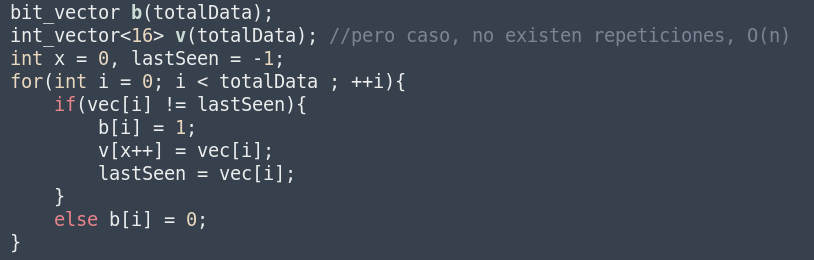 bit_vector b(totalData);
int_vector<16> v(totalData); //pero caso, no existen repeticiones, O(n)
int x = 0, lastSeen = -1;
for(int i = 0; i < totalData ; ++i){
    if(vec[i] != lastSeen){
        b[i] = 1;
        v[x++] = vec[i];
        lastSeen = vec[i];
    }
    else b[i] = 0;
}